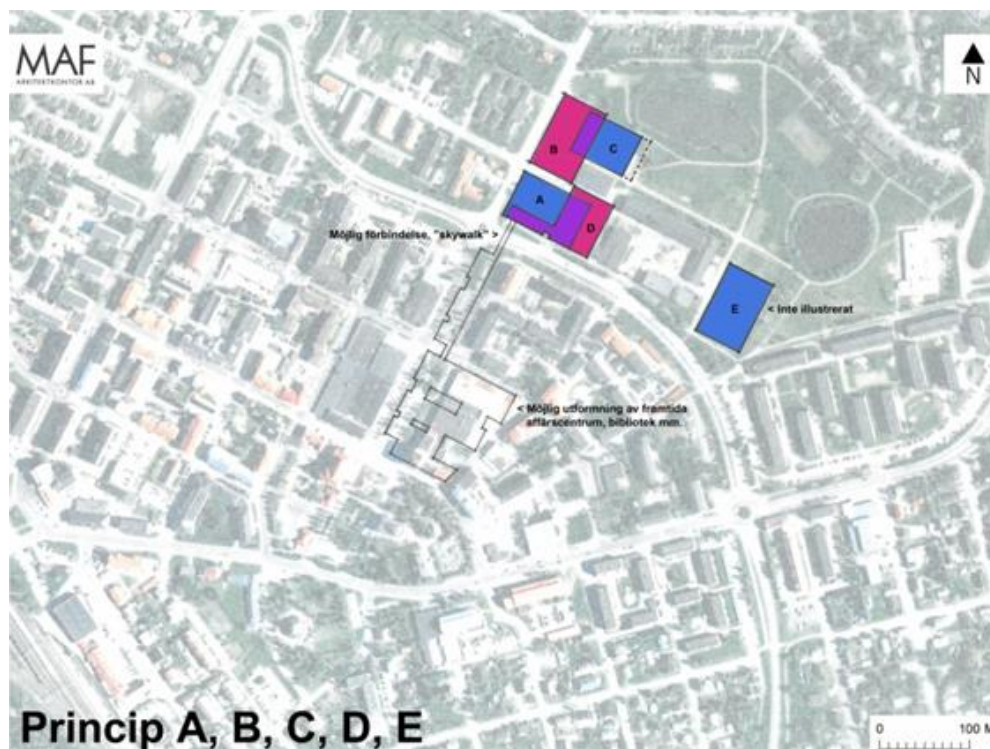 MAF
ARKITEKTKONTOR AB
N
B
C
A
D
Möjlig förbindelse, "skywalk" >
E
< Inte illustrerat
< Möjlig utformning av framtida
affärscentrum, bibliotek mm.
Princip A, B, C, D, E
0 100 M